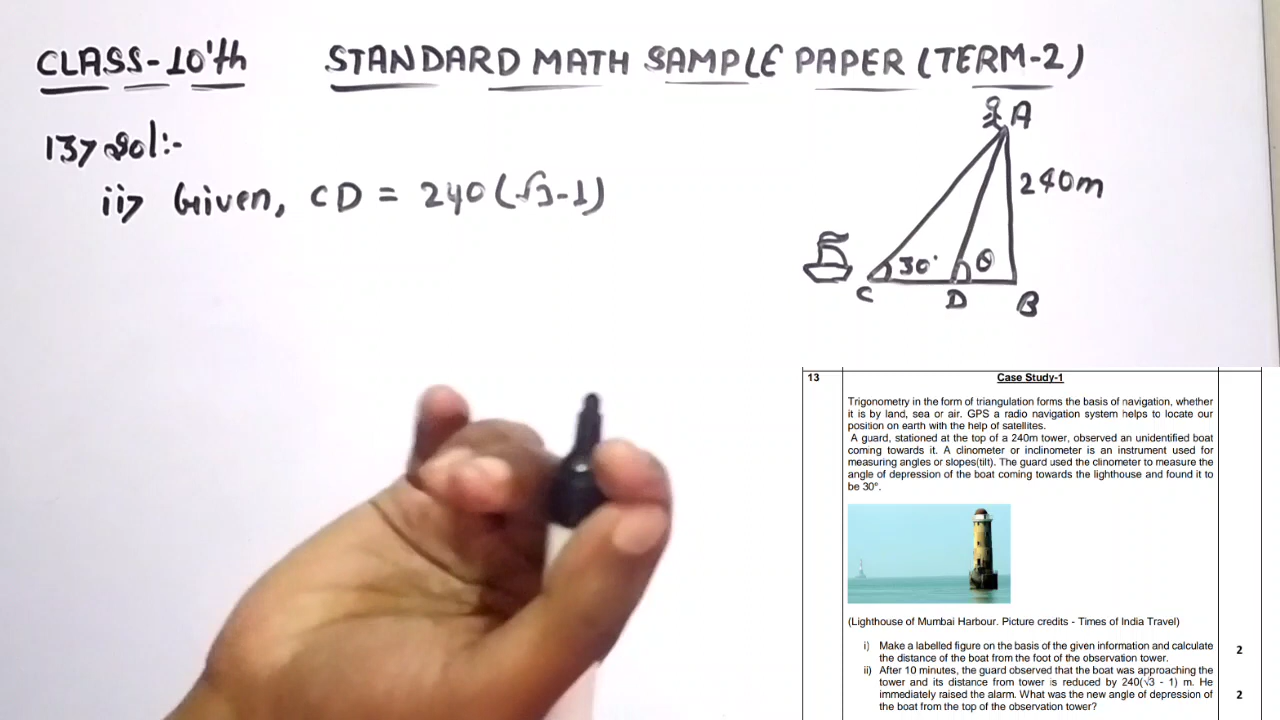 CLASS-10'th STANDARD MATH SAMPLE PAPER (TERM-2)
13> Sol:-
ii> Given, CD = 240(√3-1)
A
240m
30°
θ
C
D
B
13
Case Study-1
Trigonometry in the form of triangulation forms the basis of navigation, whether
it is by land, sea or air. GPS a radio navigation system helps to locate our
position on earth with the help of satellites.
A guard, stationed at the top of a 240m tower, observed an unidentified boat
coming towards it. A clinometer or inclinometer is an instrument used for
measuring angles or slopes(tilt). The guard used the clinometer to measure the
angle of depression of the boat coming towards the lighthouse and found it to
be 30°.
(Lighthouse of Mumbai Harbour. Picture credits - Times of India Travel)
i) Make a labelled figure on the basis of the given information and calculate
the distance of the boat from the foot of the observation tower.
2
ii) After 10 minutes, the guard observed that the boat was approaching the
tower and its distance from tower is reduced by 240(√3 - 1) m. He
immediately raised the alarm. What was the new angle of depression of
the boat from the top of the observation tower?
2